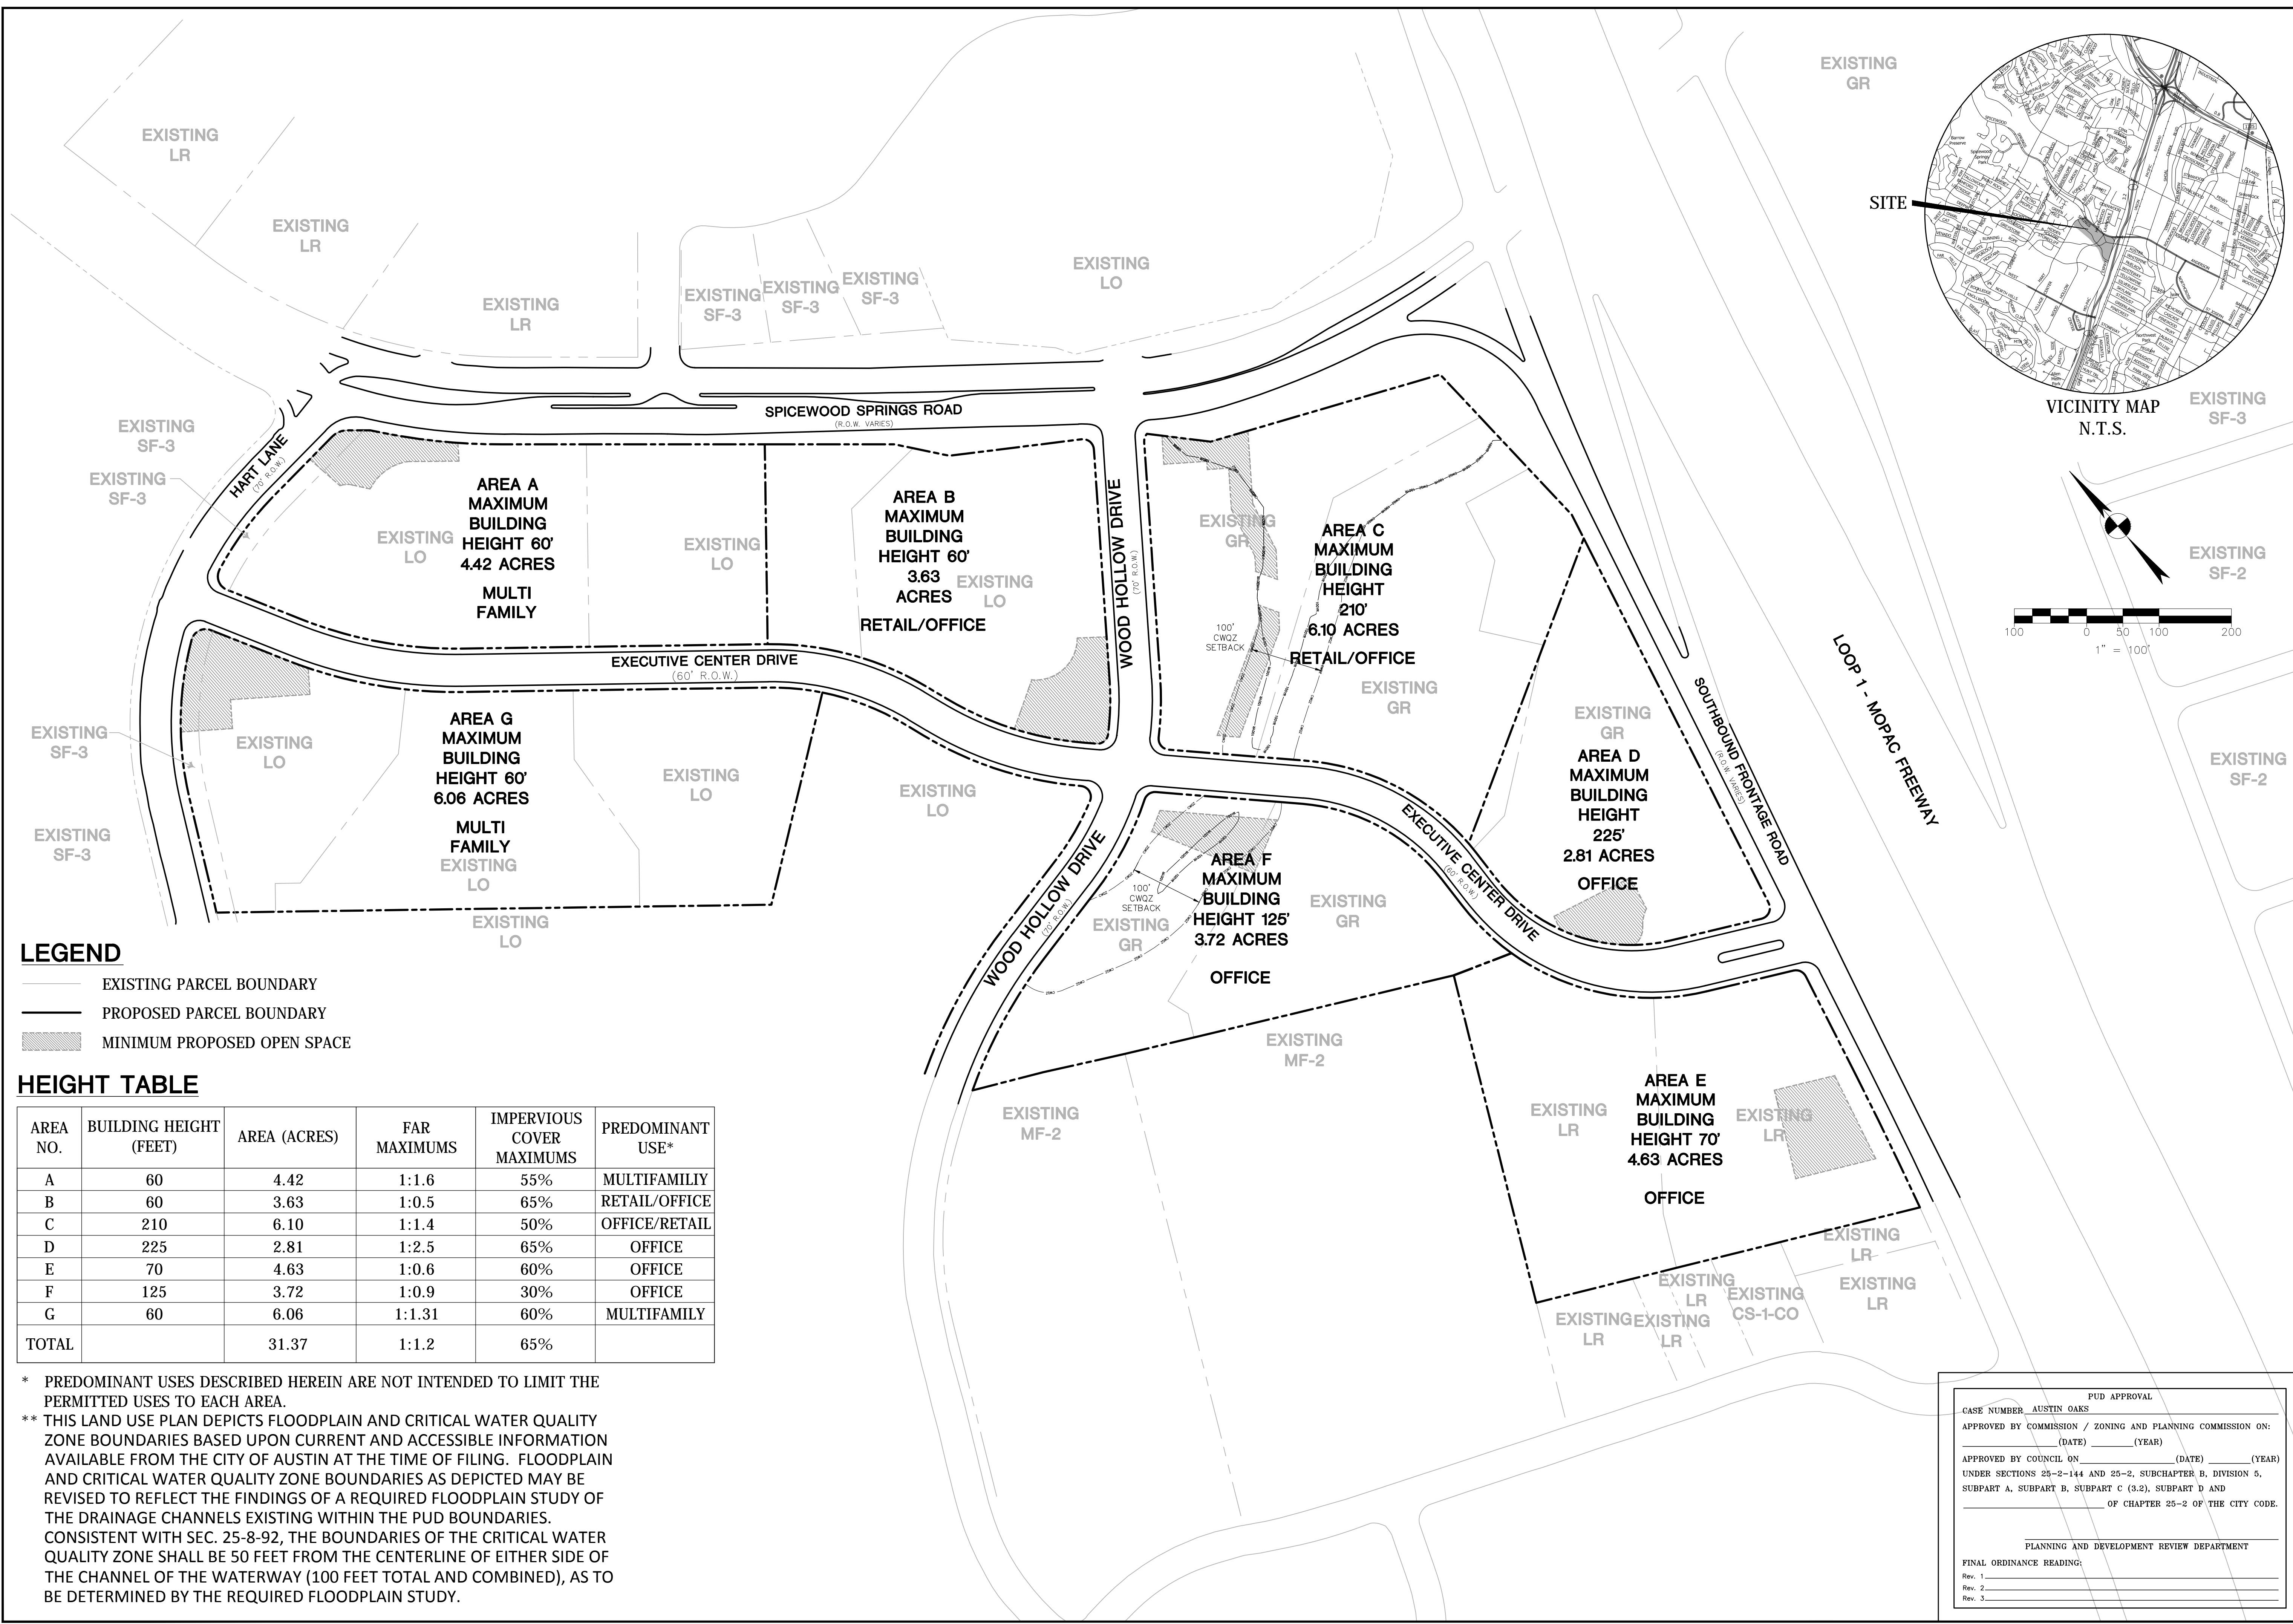 EXISTING
LR
EXISTING
LR
EXISTING
LR
EXISTING
SF-3
EXISTING
SF-3
EXISTING
SF-3
EXISTING
LO
EXISTING
GR
SITE
VICINITY MAP
N.T.S.
EXISTING
SF-3
EXISTING
SF-2
EXISTING
SF-2
100 0 50 100 200
1" = 100'
EXISTING
SF-3
EXISTING
SF-3
HART LANE
(70' R.O.W.)
SPICEWOOD SPRINGS ROAD
(R.O.W. VARIES)
AREA A
MAXIMUM
BUILDING
HEIGHT 60'
4.42 ACRES
MULTI
FAMILY
EXISTING
LO
EXISTING
LO
AREA B
MAXIMUM
BUILDING
HEIGHT 60'
3.63
ACRES
RETAIL/OFFICE
EXISTING
LO
WOOD HOLLOW DRIVE
(70' R.O.W.)
EXISTING
GR
AREA C
MAXIMUM
BUILDING
HEIGHT
210'
6.10 ACRES
RETAIL/OFFICE
100'
CWQZ
SETBACK
EXISTING
GR
EXISTING
GR
AREA D
MAXIMUM
BUILDING
HEIGHT
225'
2.81 ACRES
OFFICE
SOUTHBOUND FRONTAGE ROAD
(R.O.W. VARIES)
LOOP 1 - MOPAC FREEWAY
EXECUTIVE CENTER DRIVE
(60' R.O.W.)
EXISTING
SF-3
EXISTING
SF-3
EXISTING
LO
AREA G
MAXIMUM
BUILDING
HEIGHT 60'
6.06 ACRES
MULTI
FAMILY
EXISTING
LO
EXISTING
LO
EXISTING
LO
EXISTING
LO
WOOD HOLLOW DRIVE
(70' R.O.W.)
100'
CWQZ
SETBACK
EXISTING
GR
AREA F
MAXIMUM
BUILDING
HEIGHT 125'
3.72 ACRES
OFFICE
EXISTING
GR
EXECUTIVE CENTER DRIVE
(60' R.O.W.)
EXISTING
MF-2
EXISTING
MF-2
EXISTING
LR
AREA E
MAXIMUM
BUILDING
HEIGHT 70'
4.63 ACRES
OFFICE
EXISTING
LR
EXISTING
LR
EXISTING
LR
EXISTING
CS-1-CO
EXISTING
LR
EXISTING
LR
EXISTING
LR
LEGEND
EXISTING PARCEL BOUNDARY
PROPOSED PARCEL BOUNDARY
MINIMUM PROPOSED OPEN SPACE
HEIGHT TABLE
AREA NO. BUILDING HEIGHT (FEET) AREA (ACRES) FAR MAXIMUMS IMPERVIOUS COVER MAXIMUMS PREDOMINANT USE*
A 60 4.42 1:1.6 55% MULTIFAMILIY
B 60 3.63 1:0.5 65% RETAIL/OFFICE
C 210 6.10 1:1.4 50% OFFICE/RETAIL
D 225 2.81 1:2.5 65% OFFICE
E 70 4.63 1:0.6 60% OFFICE
F 125 3.72 1:0.9 30% OFFICE
G 60 6.06 1:1.31 60% MULTIFAMILY
TOTAL 31.37 1:1.2 65%
* PREDOMINANT USES DESCRIBED HEREIN ARE NOT INTENDED TO LIMIT THE
PERMITTED USES TO EACH AREA.
** THIS LAND USE PLAN DEPICTS FLOODPLAIN AND CRITICAL WATER QUALITY
ZONE BOUNDARIES BASED UPON CURRENT AND ACCESSIBLE INFORMATION
AVAILABLE FROM THE CITY OF AUSTIN AT THE TIME OF FILING. FLOODPLAIN
AND CRITICAL WATER QUALITY ZONE BOUNDARIES AS DEPICTED MAY BE
REVISED TO REFLECT THE FINDINGS OF A REQUIRED FLOODPLAIN STUDY OF
THE DRAINAGE CHANNELS EXISTING WITHIN THE PUD BOUNDARIES.
CONSISTENT WITH SEC. 25-8-92, THE BOUNDARIES OF THE CRITICAL WATER
QUALITY ZONE SHALL BE 50 FEET FROM THE CENTERLINE OF EITHER SIDE OF
THE CHANNEL OF THE WATERWAY (100 FEET TOTAL AND COMBINED), AS TO
BE DETERMINED BY THE REQUIRED FLOODPLAIN STUDY.
PUD APPROVAL
CASE NUMBER AUSTIN OAKS
APPROVED BY COMMISSION / ZONING AND PLANNING COMMISSION ON:
(DATE) (YEAR)
APPROVED BY COUNCIL ON (DATE) (YEAR)
UNDER SECTIONS 25-2-144 AND 25-2, SUBCHAPTER B, DIVISION 5,
SUBPART A, SUBPART B, SUBPART C (3.2), SUBPART D AND
OF CHAPTER 25-2 OF THE CITY CODE.
PLANNING AND DEVELOPMENT REVIEW DEPARTMENT
FINAL ORDINANCE READING:
Rev. 1
Rev. 2
Rev. 3